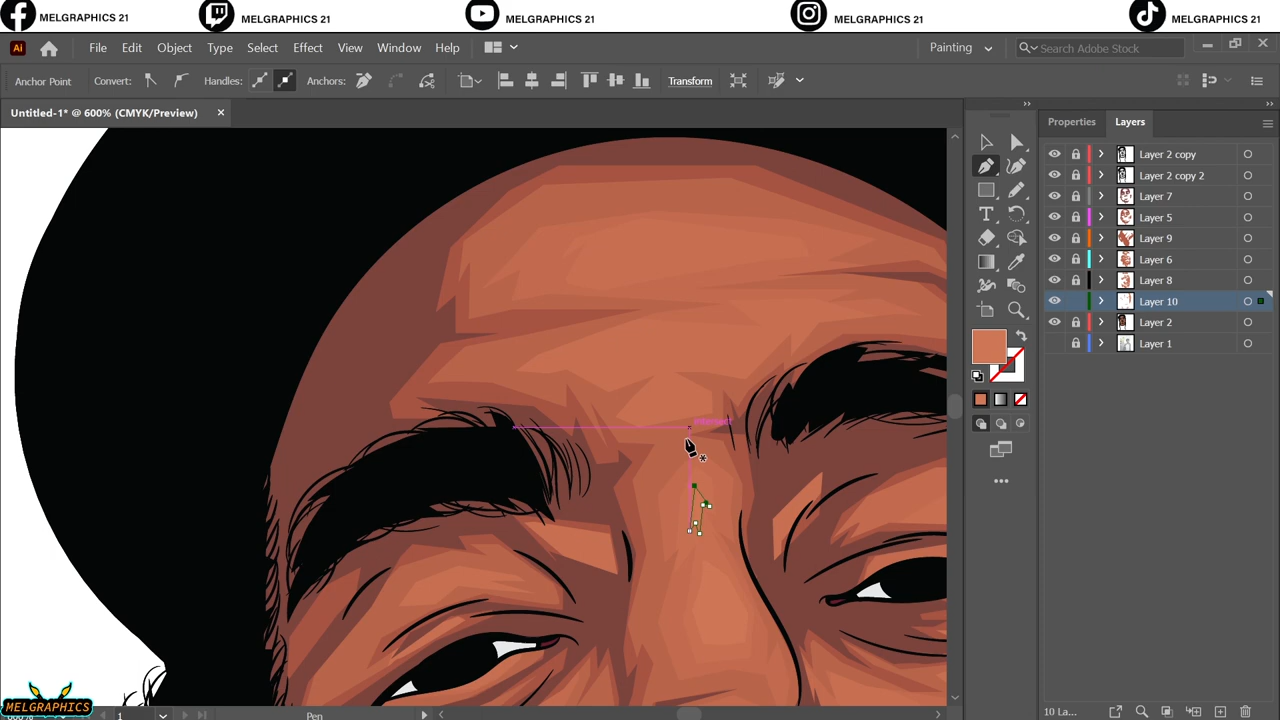 MELGRAPHICS 21
MELGRAPHICS 21
MELGRAPHICS 21
MELGRAPHICS 21
MELGRAPHICS 21
Ai File Edit Object Type Select Effect View Window Help Painting Search Adobe Stock
Anchor Point Convert: Handles: Anchors: Transform
Untitled-1* @ 600% (CMYK/Preview)
Properties Layers
Layer 2 copy
Layer 2 copy 2
Layer 7
Layer 5
Layer 9
Layer 6
Layer 8
Layer 10
Layer 2
Layer 1
intersect
MELGRAPHICS
1 Pen
10 La...